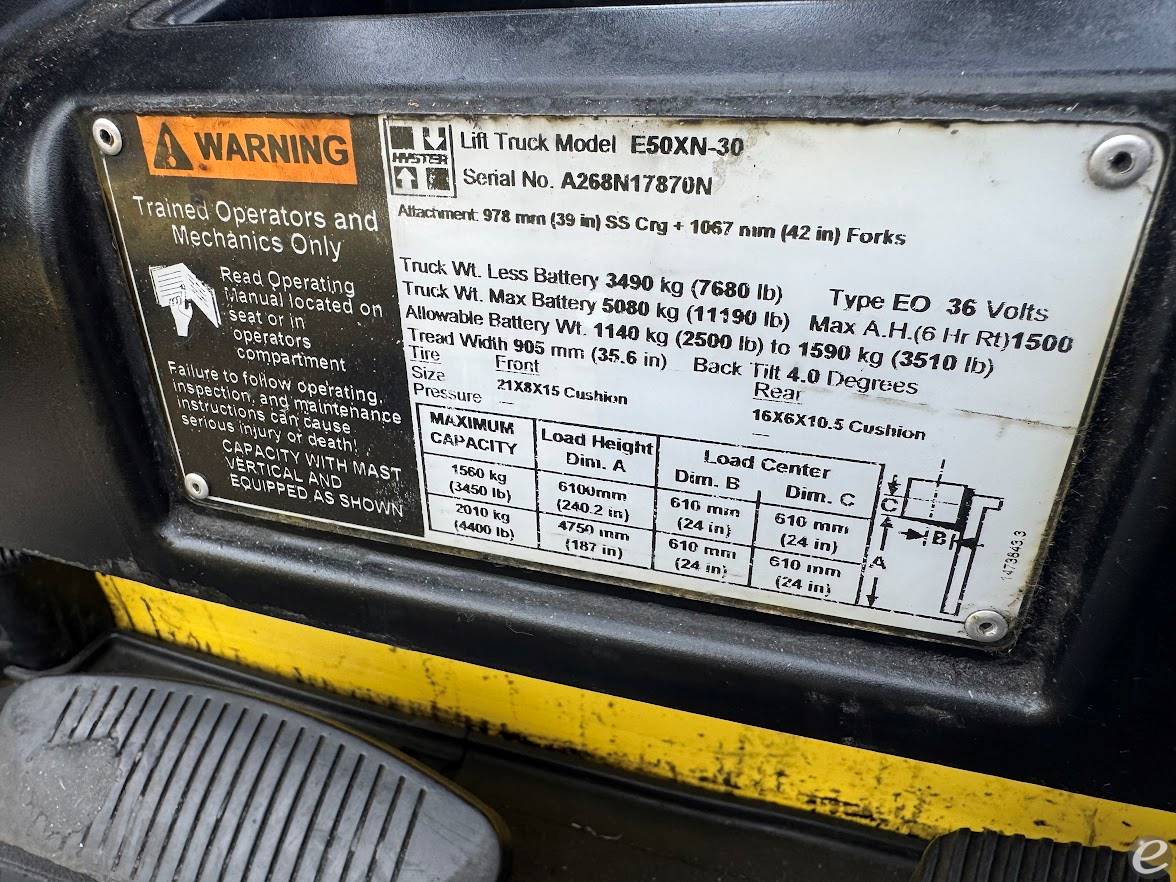 WARNING
Trained Operators and
Mechanics Only
Read Operating
Manual located on
seat or in
operators
compartment
Failure to follow operating,
inspection, and maintenance
instructions can cause
serious injury or death!
CAPACITY WITH MAST
VERTICAL AND
EQUIPPED AS SHOWN
HYSTER
Lift Truck Model E50XN-30
Serial No. A268N17870N
Attachment: 978 mm (39 in) SS Crg + 1067 mm (42 in) Forks
Truck Wt. Less Battery 3490 kg (7680 lb) Type EO 36 Volts
Truck Wt. Max Battery 5080 kg (11190 lb) Max A.H.(6 Hr Rt)1500
Allowable Battery Wt. 1140 kg (2500 lb) to 1590 kg (3510 lb)
Tread Width 905 mm (35.6 in) Back Tilt 4.0 Degrees
Tire Front Rear
Size 21X8X15 Cushion 16X6X10.5 Cushion
Pressure — —
MAXIMUM CAPACITY Load Height Dim. A Load Center Dim. B Dim. C
1560 kg (3450 lb) 6100mm (240.2 in) 610 mm (24 in) 610 mm (24 in)
2010 kg (4400 lb) 4750 mm (187 in) 610 mm (24 in) 610 mm (24 in)
C
B
A
1473843.3
e